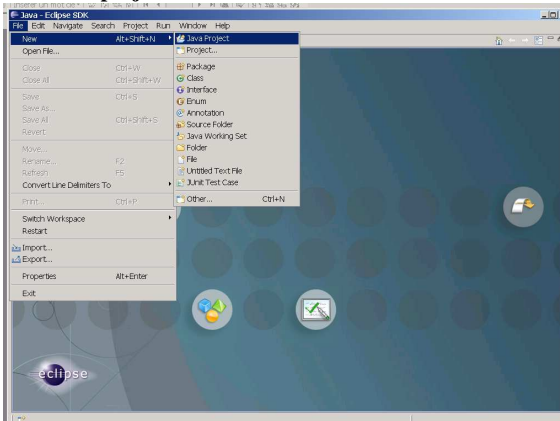 Java - Eclipse SDK
File Edit Navigate Search Project Run Window Help
New Alt+Shift+N
Open File...
Close Ctrl+W
Close All Ctrl+Shift+W
Save Ctrl+S
Save As...
Save All Ctrl+Shift+S
Revert
Move...
Rename... F2
Refresh F5
Convert Line Delimiters To
Print... Ctrl+P
Switch Workspace
Restart
Import...
Export...
Properties Alt+Enter
Exit
Java Project
Project...
Package
Class
Interface
Enum
Annotation
Source Folder
Java Working Set
Folder
File
Untitled Text File
JUnit Test Case
Other... Ctrl+N
eclipse